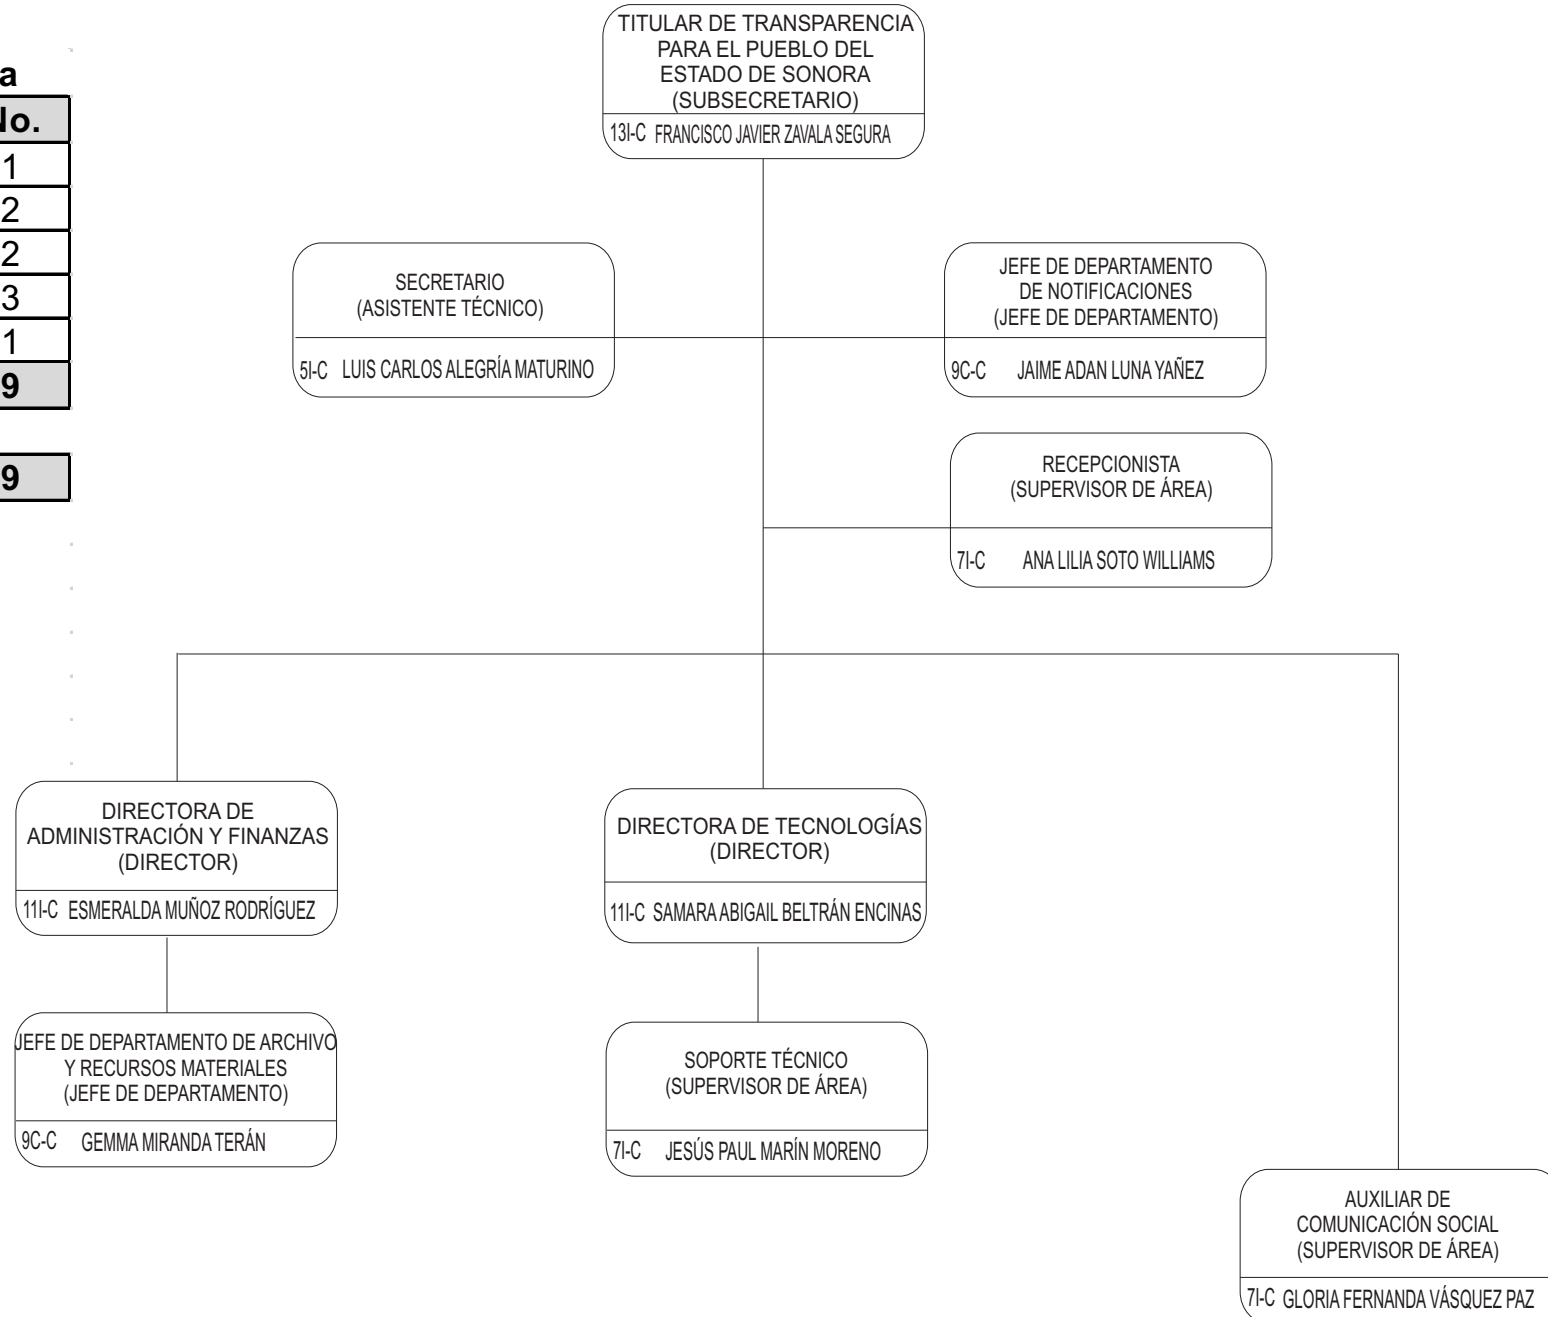 TITULAR DE TRANSPARENCIA
PARA EL PUEBLO DEL
ESTADO DE SONORA
(SUBSECRETARIO)
13I-C FRANCISCO JAVIER ZAVALA SEGURA
a
No.
1
2
2
3
1
9
9
SECRETARIO
(ASISTENTE TÉCNICO)
5I-C LUIS CARLOS ALEGRÍA MATURINO
JEFE DE DEPARTAMENTO
DE NOTIFICACIONES
(JEFE DE DEPARTAMENTO)
9C-C JAIME ADAN LUNA YAÑEZ
RECEPCIONISTA
(SUPERVISOR DE ÁREA)
7I-C ANA LILIA SOTO WILLIAMS
DIRECTORA DE
ADMINISTRACIÓN Y FINANZAS
(DIRECTOR)
11I-C ESMERALDA MUÑOZ RODRÍGUEZ
DIRECTORA DE TECNOLOGÍAS
(DIRECTOR)
11I-C SAMARA ABIGAIL BELTRÁN ENCINAS
JEFE DE DEPARTAMENTO DE ARCHIVO
Y RECURSOS MATERIALES
(JEFE DE DEPARTAMENTO)
9C-C GEMMA MIRANDA TERÁN
SOPORTE TÉCNICO
(SUPERVISOR DE ÁREA)
7I-C JESÚS PAUL MARÍN MORENO
AUXILIAR DE
COMUNICACIÓN SOCIAL
(SUPERVISOR DE ÁREA)
7I-C GLORIA FERNANDA VÁSQUEZ PAZ